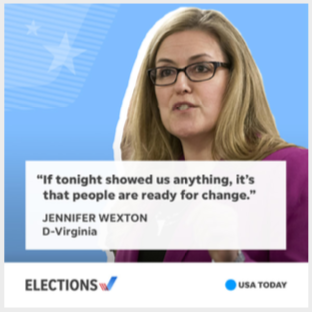 “If tonight showed us anything, it’s
that people are ready for change.”
JENNIFER WEXTON
D-Virginia
ELECTIONS
USA TODAY